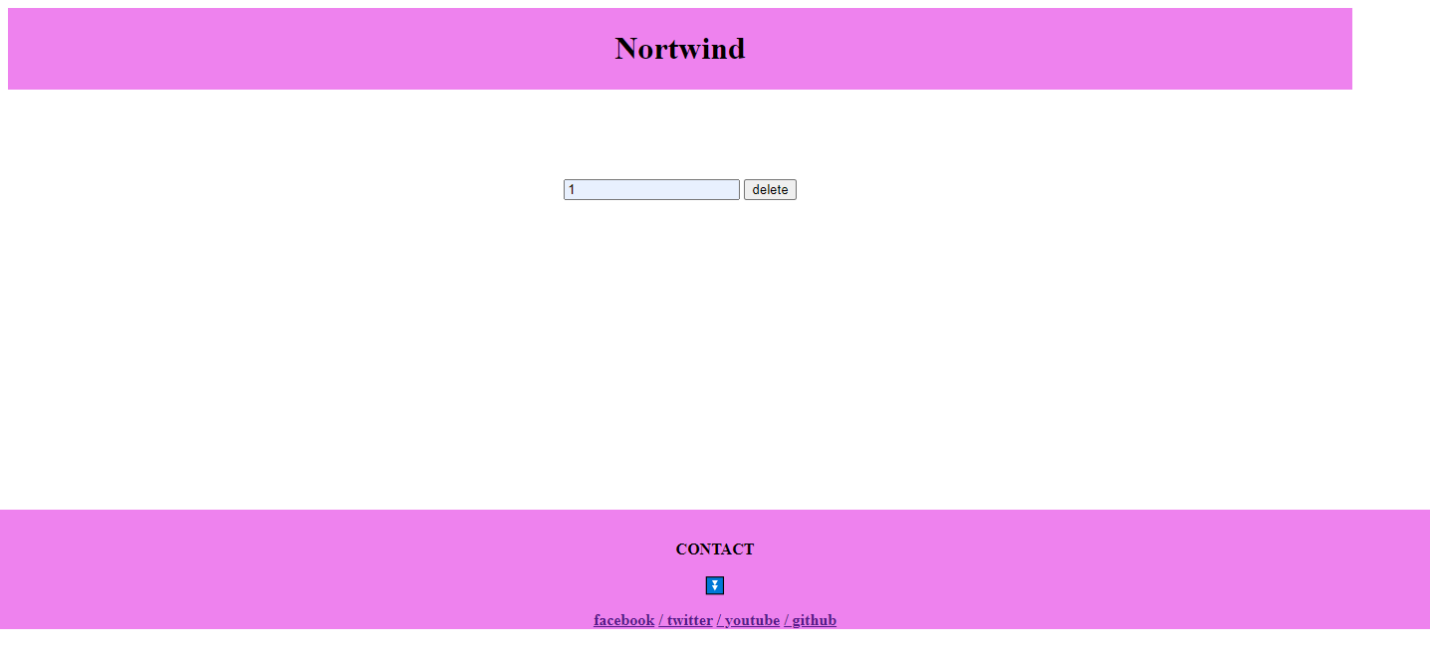 Nortwind
1 delete
CONTACT
⏬
facebook / twitter / youtube / github